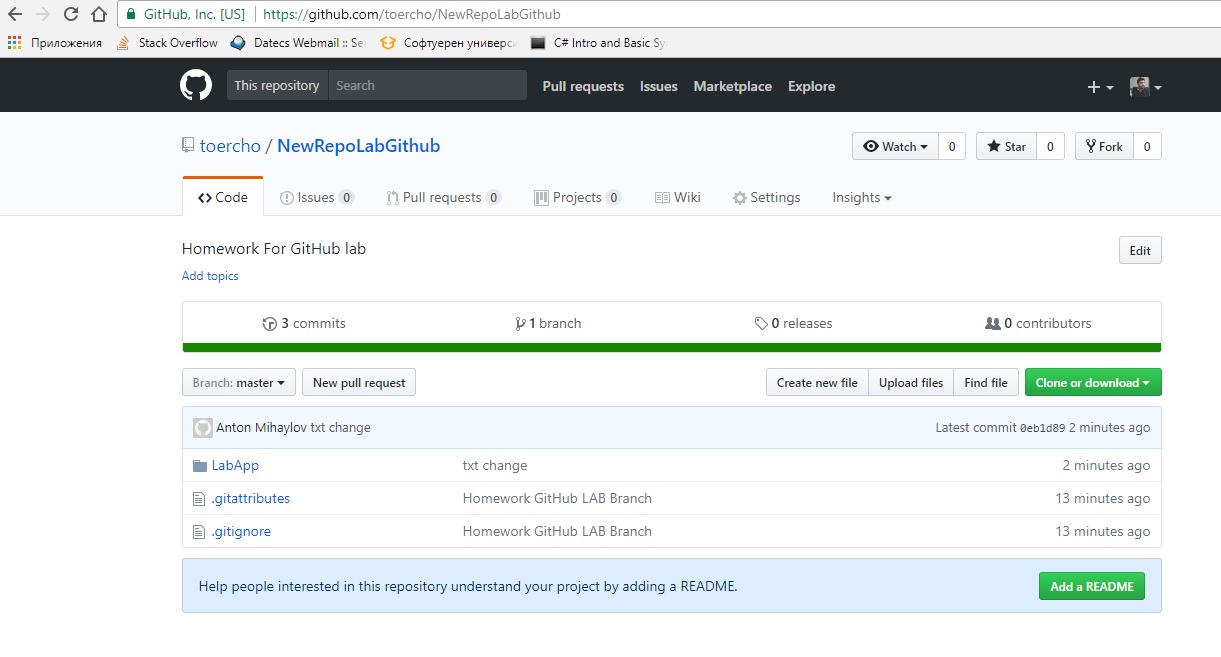 GitHub, Inc. [US] https://github.com/toercho/NewRepoLabGithub
Приложения Stack Overflow Datecs Webmail :: Se Софтуерен универс C# Intro and Basic Sy
This repository Search Pull requests Issues Marketplace Explore
toercho / NewRepoLabGithub Watch 0 Star 0 Fork 0
Code Issues 0 Pull requests 0 Projects 0 Wiki Settings Insights
Homework For GitHub lab Edit
Add topics
3 commits 1 branch 0 releases 0 contributors
Branch: master New pull request Create new file Upload files Find file Clone or download
Anton Mihaylov txt change Latest commit 0eb1d89 2 minutes ago
LabApp txt change 2 minutes ago
.gitattributes Homework GitHub LAB Branch 13 minutes ago
.gitignore Homework GitHub LAB Branch 13 minutes ago
Help people interested in this repository understand your project by adding a README. Add a README